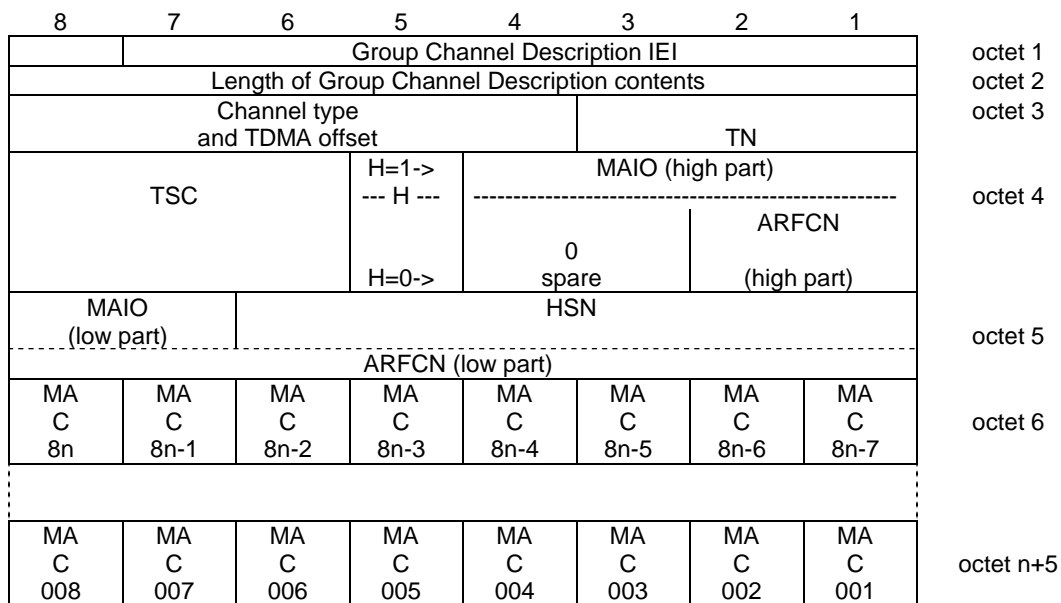 8 7 6 5 4 3 2 1
Group Channel Description IEI octet 1
Length of Group Channel Description contents octet 2
Channel type octet 3
and TDMA offset TN
H=1-> MAIO (high part)
TSC --- H --- ------------------------------------------------------ octet 4
ARFCN
0
H=0-> spare (high part)
MAIO HSN
(low part) octet 5
ARFCN (low part)
MA MA MA MA MA MA MA MA
C C C C C C C C octet 6
8n 8n-1 8n-2 8n-3 8n-4 8n-5 8n-6 8n-7
MA MA MA MA MA MA MA MA
C C C C C C C C octet n+5
008 007 006 005 004 003 002 001